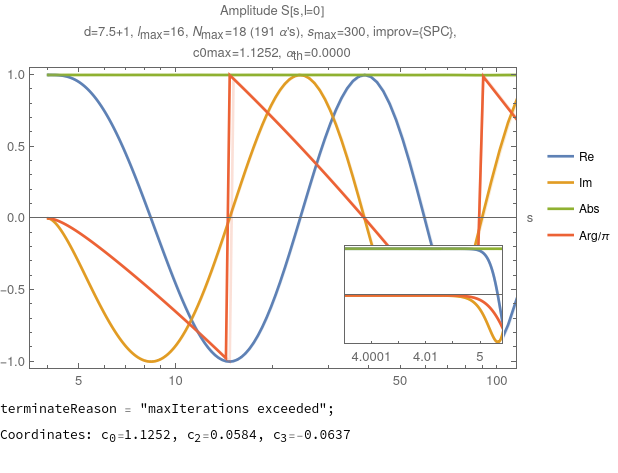 Amplitude S[s,l=0]
d=7.5+1, lmax=16, Nmax=18 (191 α's), smax=300, improv={SPC},
c0max=1.1252, αth=0.0000
1.0
0.5
0.0
−0.5
−1.0
s
5
10
50
100
4.0001
4.01
5
Re
Im
Abs
Arg/π
terminateReason = "maxIterations exceeded";
Coordinates: c0=1.1252, c2=0.0584, c3=-0.0637